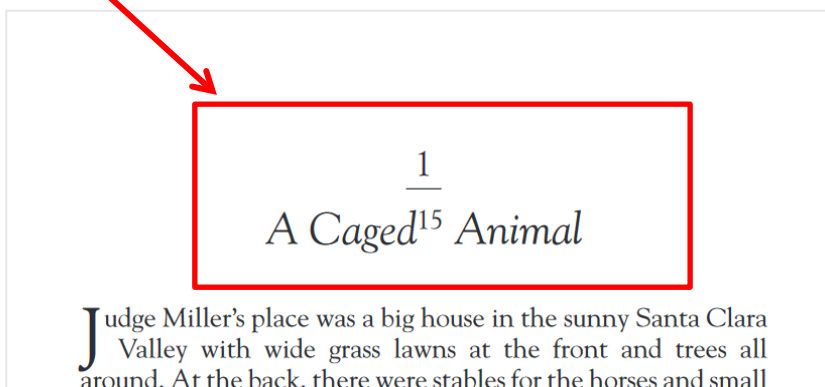 1
A Caged15 Animal
Judge Miller's place was a big house in the sunny Santa Clara
Valley with wide grass lawns at the front and trees all
around. At the back, there were stables for the horses and small